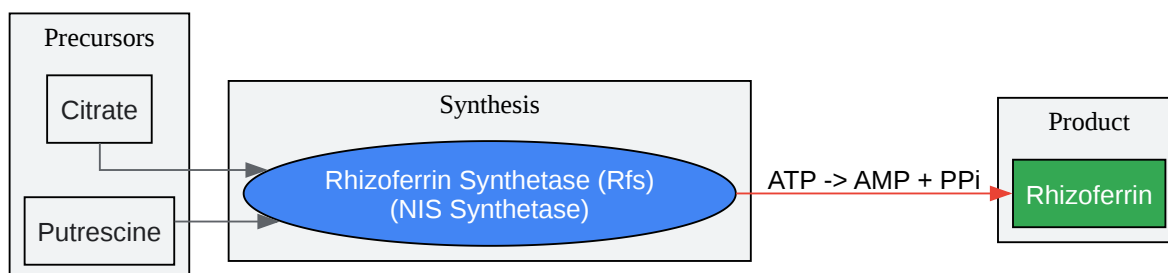 Precursors
Citrate
Putrescine
Synthesis
Rhizoferrin Synthetase (Rfs)
(NIS Synthetase)
ATP -> AMP + PPi
Product
Rhizoferrin